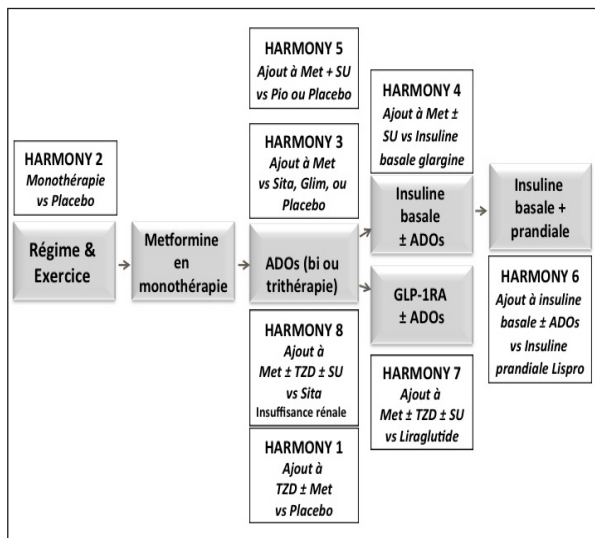 HARMONY 5
Ajout à Met + SU
vs Pio ou Placebo
HARMONY 4
Ajout à Met ±
SU vs Insuline
basale glargine
HARMONY 3
Ajout à Met
vs Sita, Glim, ou
Placebo
HARMONY 2
Monothérapie
vs Placebo
Régime &
Exercice
Metformine
en
monothérapie
ADOs (bi ou
trithérapie)
Insuline
basale
± ADOs
Insuline
basale +
prandiale
GLP-1RA
± ADOs
HARMONY 6
Ajout à insuline
basale ± ADOs
vs Insuline
prandiale Lispro
HARMONY 8
Ajout à
Met ± TZD ± SU
vs Sita
Insuffisance rénale
HARMONY 7
Ajout à
Met ± TZD ± SU
vs Liraglutide
HARMONY 1
Ajout à
TZD ± Met
vs Placebo